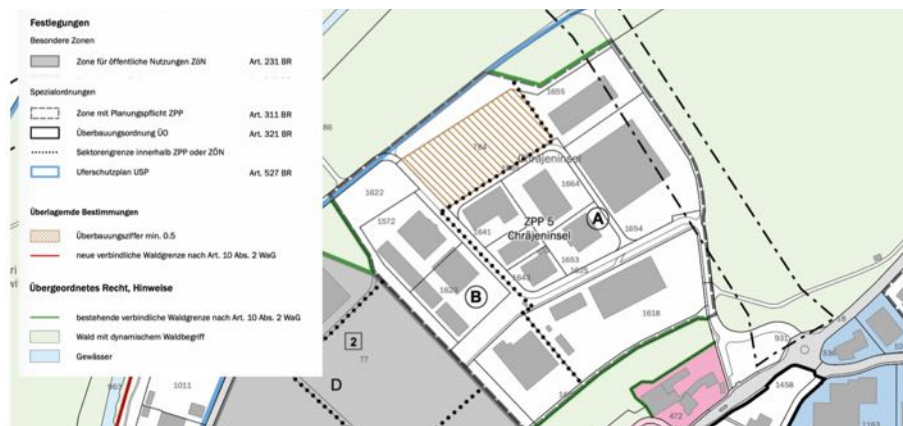 Festlegungen
Besondere Zonen
Zone für öffentliche Nutzungen ZöN Art. 231 BR
Spezialordnungen
Zone mit Planungspflicht ZPP Art. 311 BR
Überbauungsordnung ÜO Art. 321 BR
Sektorengrenze innerhalb ZPP oder ZÖN
Uferschutzplan USP Art. 527 BR
Überlagernde Bestimmungen
Überbauungsziffer min. 0.5
neue verbindliche Waldgrenze nach Art. 10 Abs. 2 WaG
Übergeordnetes Recht, Hinweise
bestehende verbindliche Waldgrenze nach Art. 10 Abs. 2 WaG
Wald mit dynamischem Waldbegriff
Gewässer
1655
784
Chräjeninsel
1664
1622
1572
1641
ZPP 5
Chräjeninsel
A
1654
1653
1625
1643
B
1618
2
77
D
1011
963
472
1458
1163